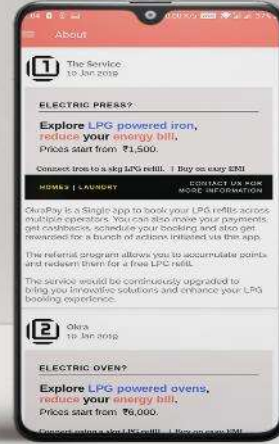 About
1 The Service
10 Jan 2019
ELECTRIC PRESS?
Explore LPG powered iron,
reduce your energy bill.
Prices start from ₹1,500.
Connect iron to a 5kg LPG refill. | Buy on easy EMI
HOMES | LAUNDRY
CONTACT US FOR
MORE INFORMATION
OkraPay is a Single app to book your LPG refills across
multiple operators. You can also make your payments,
get cashbacks, schedule your booking and also get
rewarded for a bunch of actions initiated via this app.
The referral program allows you to accumulate points
and redeem them for a free LPG refill.
The service would be continuously upgraded to
bring you innovative solutions and enhance your LPG
booking experience.
2 Okra
10 Jan 2019
ELECTRIC OVEN?
Explore LPG powered ovens,
reduce your energy bill.
Prices start from ₹6,000.